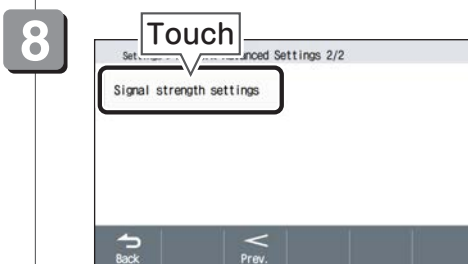 8
Touch
Advanced Settings 2/2
Signal strength settings
Back
Prev.